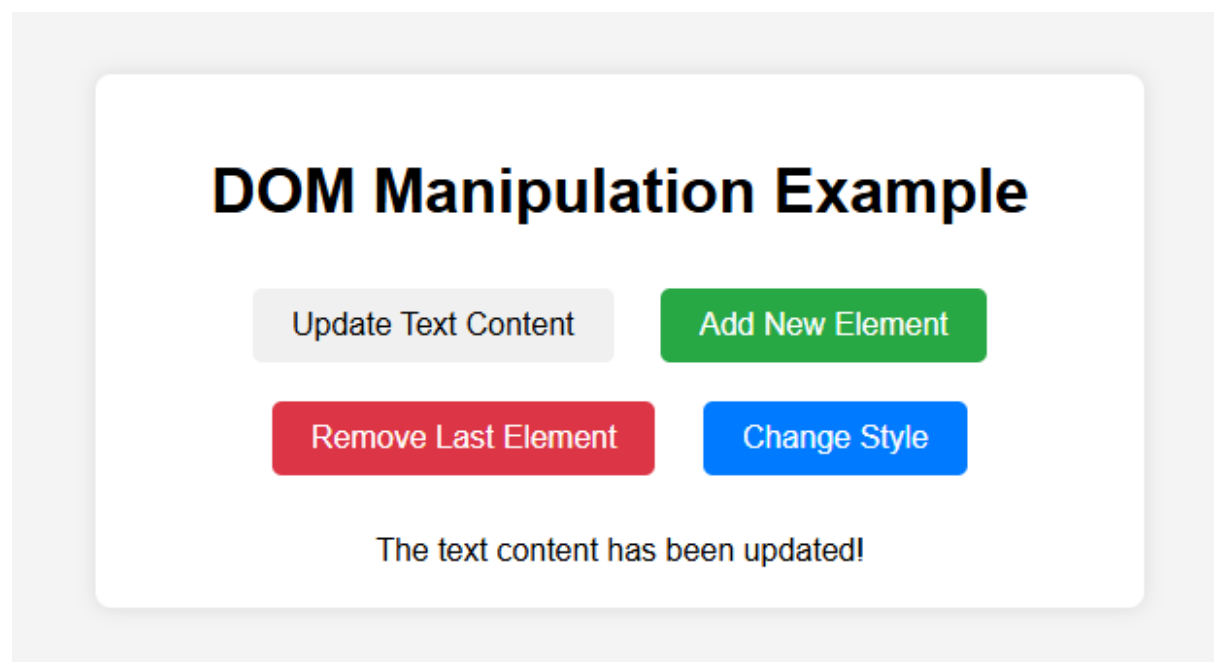 DOM Manipulation Example
Update Text Content Add New Element
Remove Last Element Change Style
The text content has been updated!